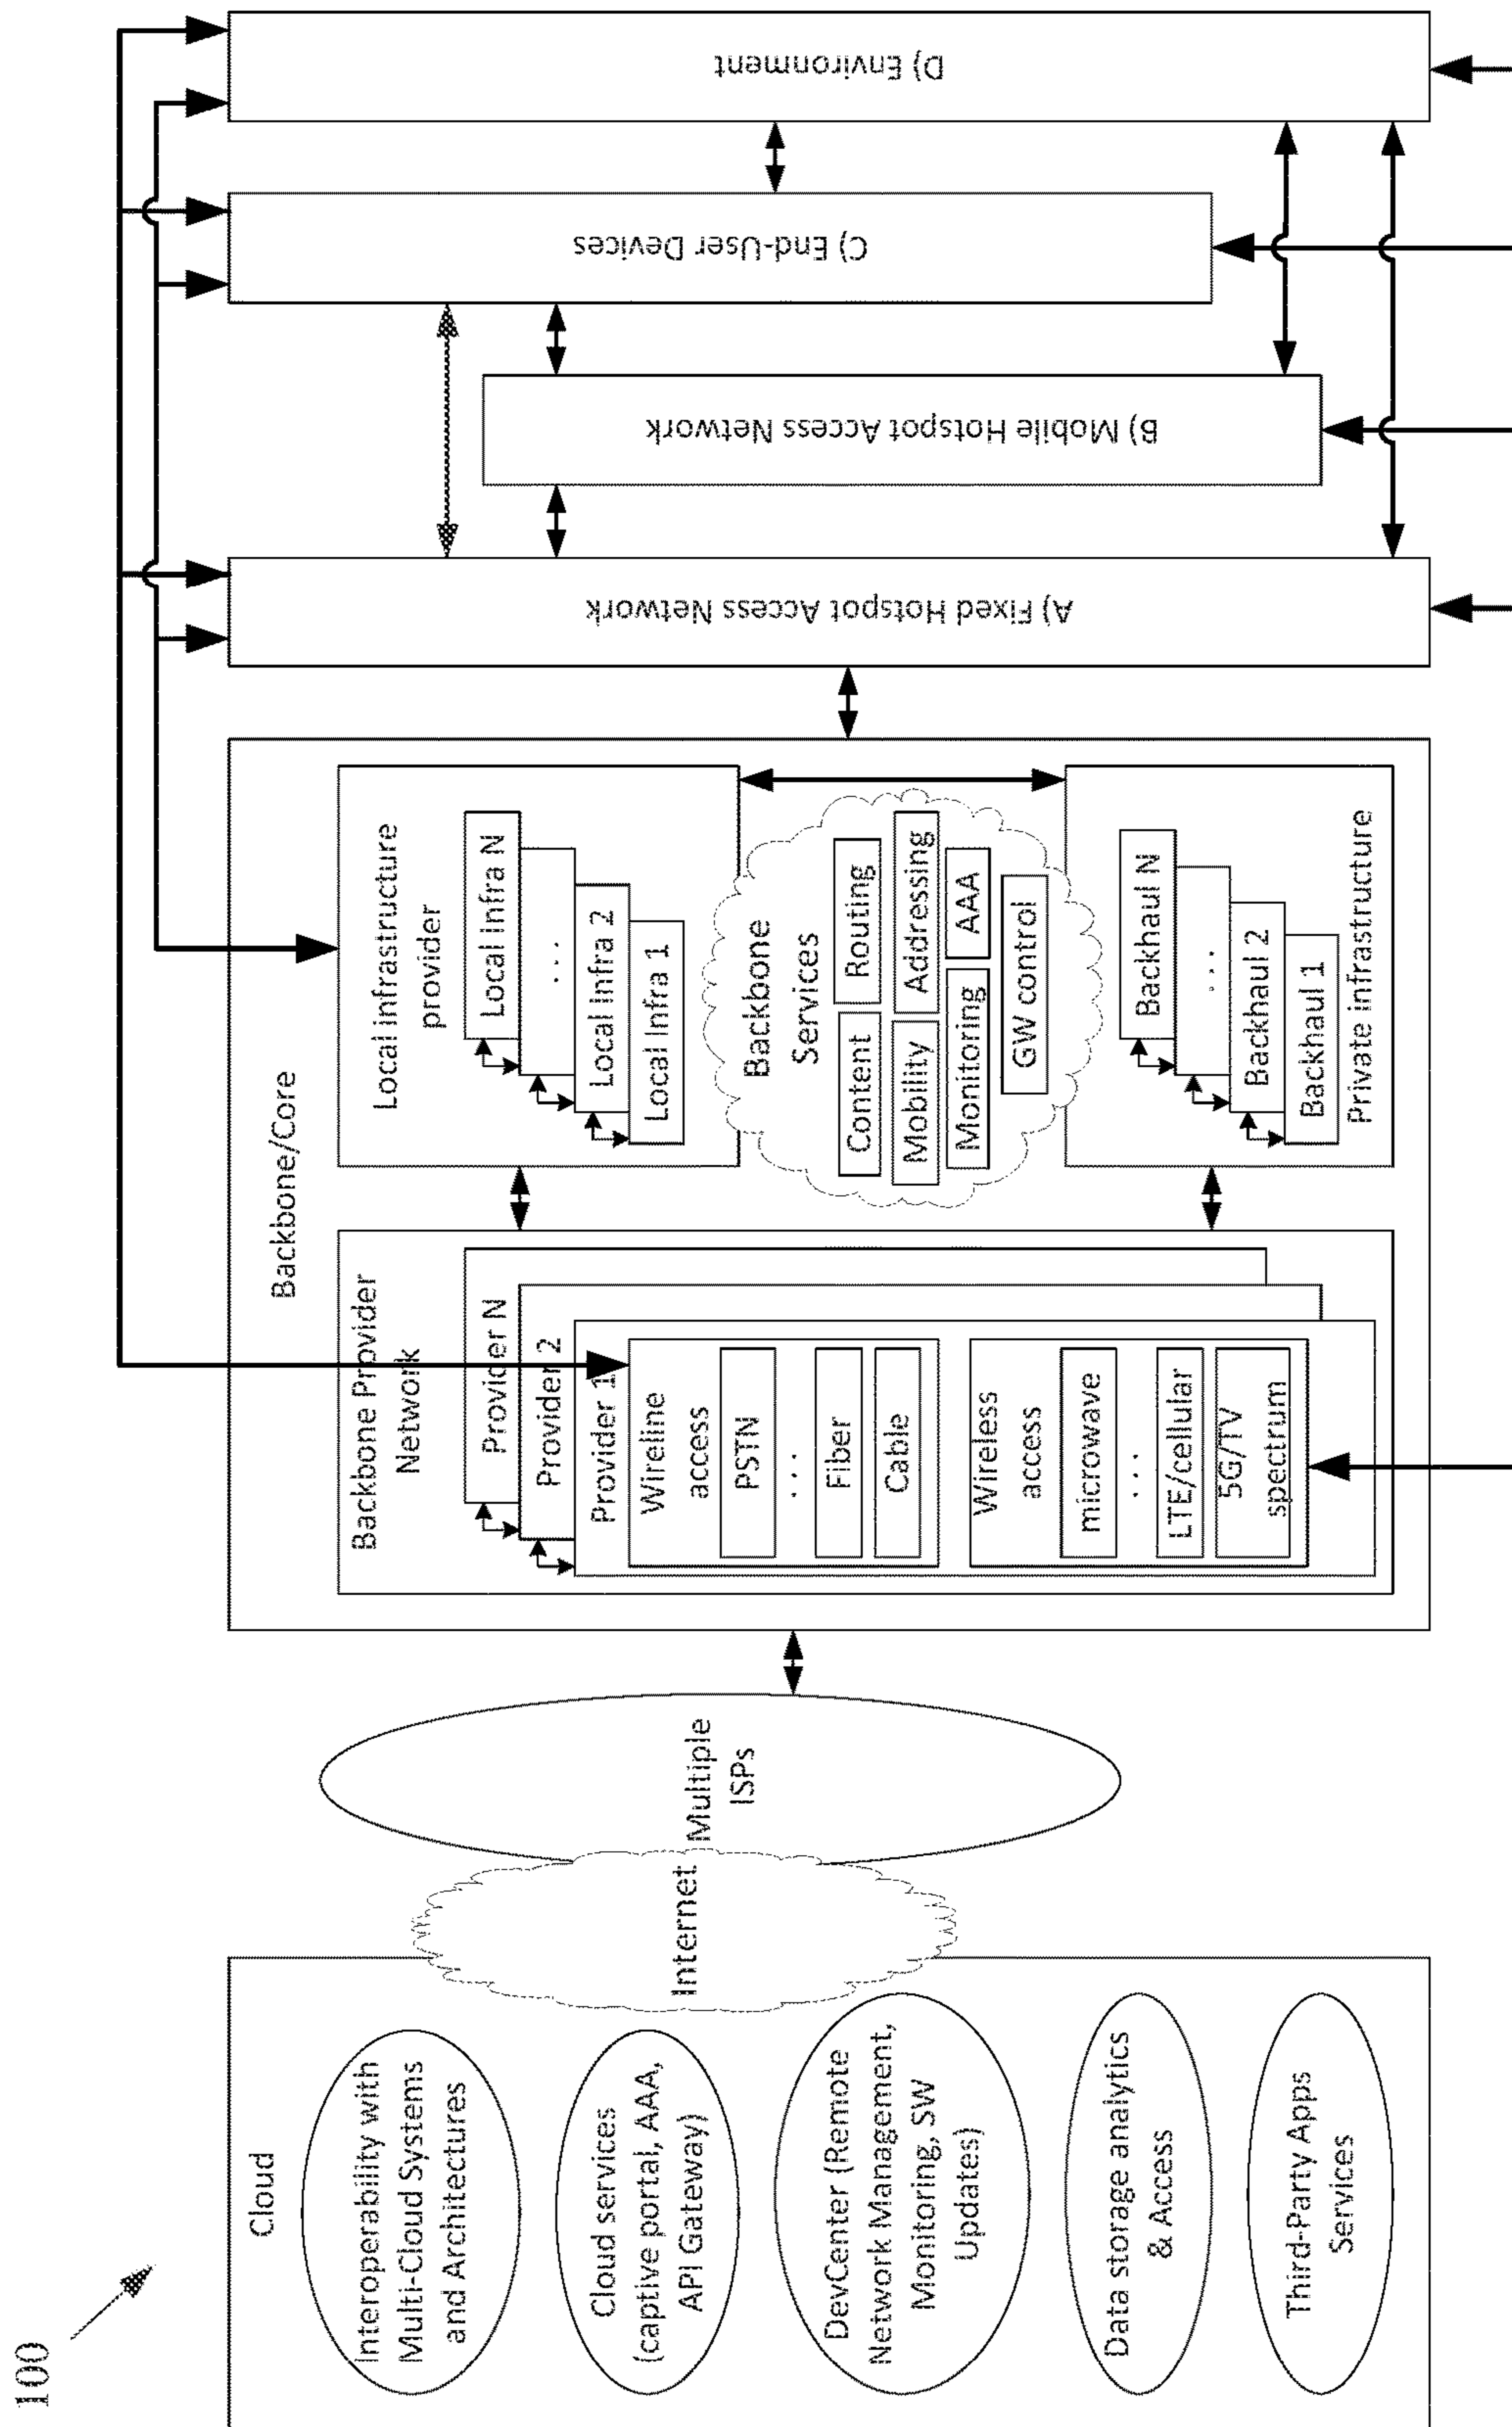 100
Cloud
Interoperability with
Multi-Cloud Systems
and Architectures
Cloud services
(captive portal, AAA,
API Gateway)
DevCenter (Remote
Network Management,
Monitoring, SW
Updates)
Data storage analytics
& Access
Third-Party Apps
Services
Internet
Multiple
ISPs
Backbone/Core
Backbone Provider
Network
Provider N
Provider 2
Provider 1
Wireline
access
PSTN
...
Fiber
Cable
Wireless
access
microwave
...
LTE/cellular
5G/TV
spectrum
Local infrastructure
provider
Local Infra N
...
Local Infra 2
Local Infra 1
Backbone
Services
Content
Routing
Mobility
Addressing
Monitoring
AAA
GW control
Backhaul N
...
Backhaul 2
Backhaul 1
Private infrastructure
A) Fixed Hotspot Access Network
B) Mobile Hotspot Access Network
C) End-User Devices
D) Environment